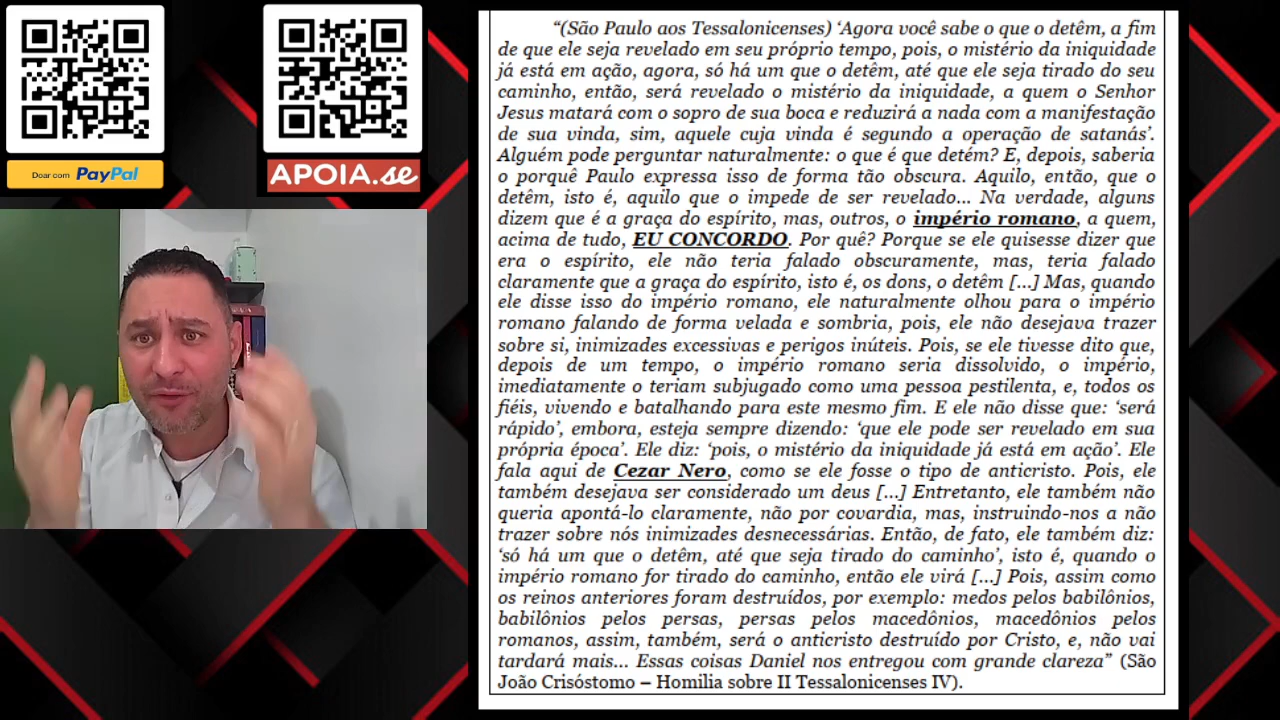 Doar com PayPal
APOIA.se
“(São Paulo aos Tessalonicenses) ‘Agora você sabe o que o detêm, a fim
de que ele seja revelado em seu próprio tempo, pois, o mistério da iniquidade
já está em ação, agora, só há um que o detêm, até que ele seja tirado do seu
caminho, então, será revelado o mistério da iniquidade, a quem o Senhor
Jesus matará com o sopro de sua boca e reduzirá a nada com a manifestação
de sua vinda, sim, aquele cuja vinda é segundo a operação de satanás’.
Alguém pode perguntar naturalmente: o que é que detém? E, depois, saberia
o porquê Paulo expressa isso de forma tão obscura. Aquilo, então, que o
detêm, isto é, aquilo que o impede de ser revelado... Na verdade, alguns
dizem que é a graça do espírito, mas, outros, o império romano, a quem,
acima de tudo, EU CONCORDO. Por quê? Porque se ele quisesse dizer que
era o espírito, ele não teria falado obscuramente, mas, teria falado
claramente que a graça do espírito, isto é, os dons, o detêm [...] Mas, quando
ele disse isso do império romano, ele naturalmente olhou para o império
romano falando de forma velada e sombria, pois, ele não desejava trazer
sobre si, inimizades excessivas e perigos inúteis. Pois, se ele tivesse dito que,
depois de um tempo, o império romano seria dissolvido, o império,
imediatamente o teriam subjugado como uma pessoa pestilenta, e, todos os
fiéis, vivendo e batalhando para este mesmo fim. E ele não disse que: ‘será
rápido’, embora, esteja sempre dizendo: ‘que ele pode ser revelado em sua
própria época’. Ele diz: ‘pois, o mistério da iniquidade já está em ação’. Ele
fala aqui de Cezar Nero, como se ele fosse o tipo de anticristo. Pois, ele
também desejava ser considerado um deus [...] Entretanto, ele também não
queria apontá-lo claramente, não por covardia, mas, instruindo-nos a não
trazer sobre nós inimizades desnecessárias. Então, de fato, ele também diz:
‘só há um que o detêm, até que seja tirado do caminho’, isto é, quando o
império romano for tirado do caminho, então ele virá [...] Pois, assim como
os reinos anteriores foram destruídos, por exemplo: medos pelos babilônios,
babilônios pelos persas, persas pelos macedônios, macedônios pelos
romanos, assim, também, será o anticristo destruído por Cristo, e, não vai
tardará mais... Essas coisas Daniel nos entregou com grande clareza” (São
João Crisóstomo – Homilia sobre II Tessalonicenses IV).